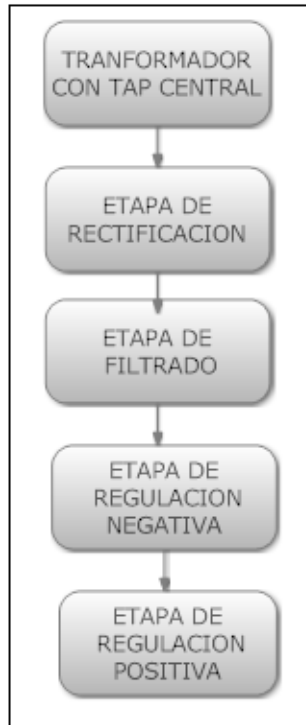 TRANFORMADOR
CON TAP CENTRAL
ETAPA DE
RECTIFICACION
ETAPA DE
FILTRADO
ETAPA DE
REGULACION
NEGATIVA
ETAPA DE
REGULACION
POSITIVA